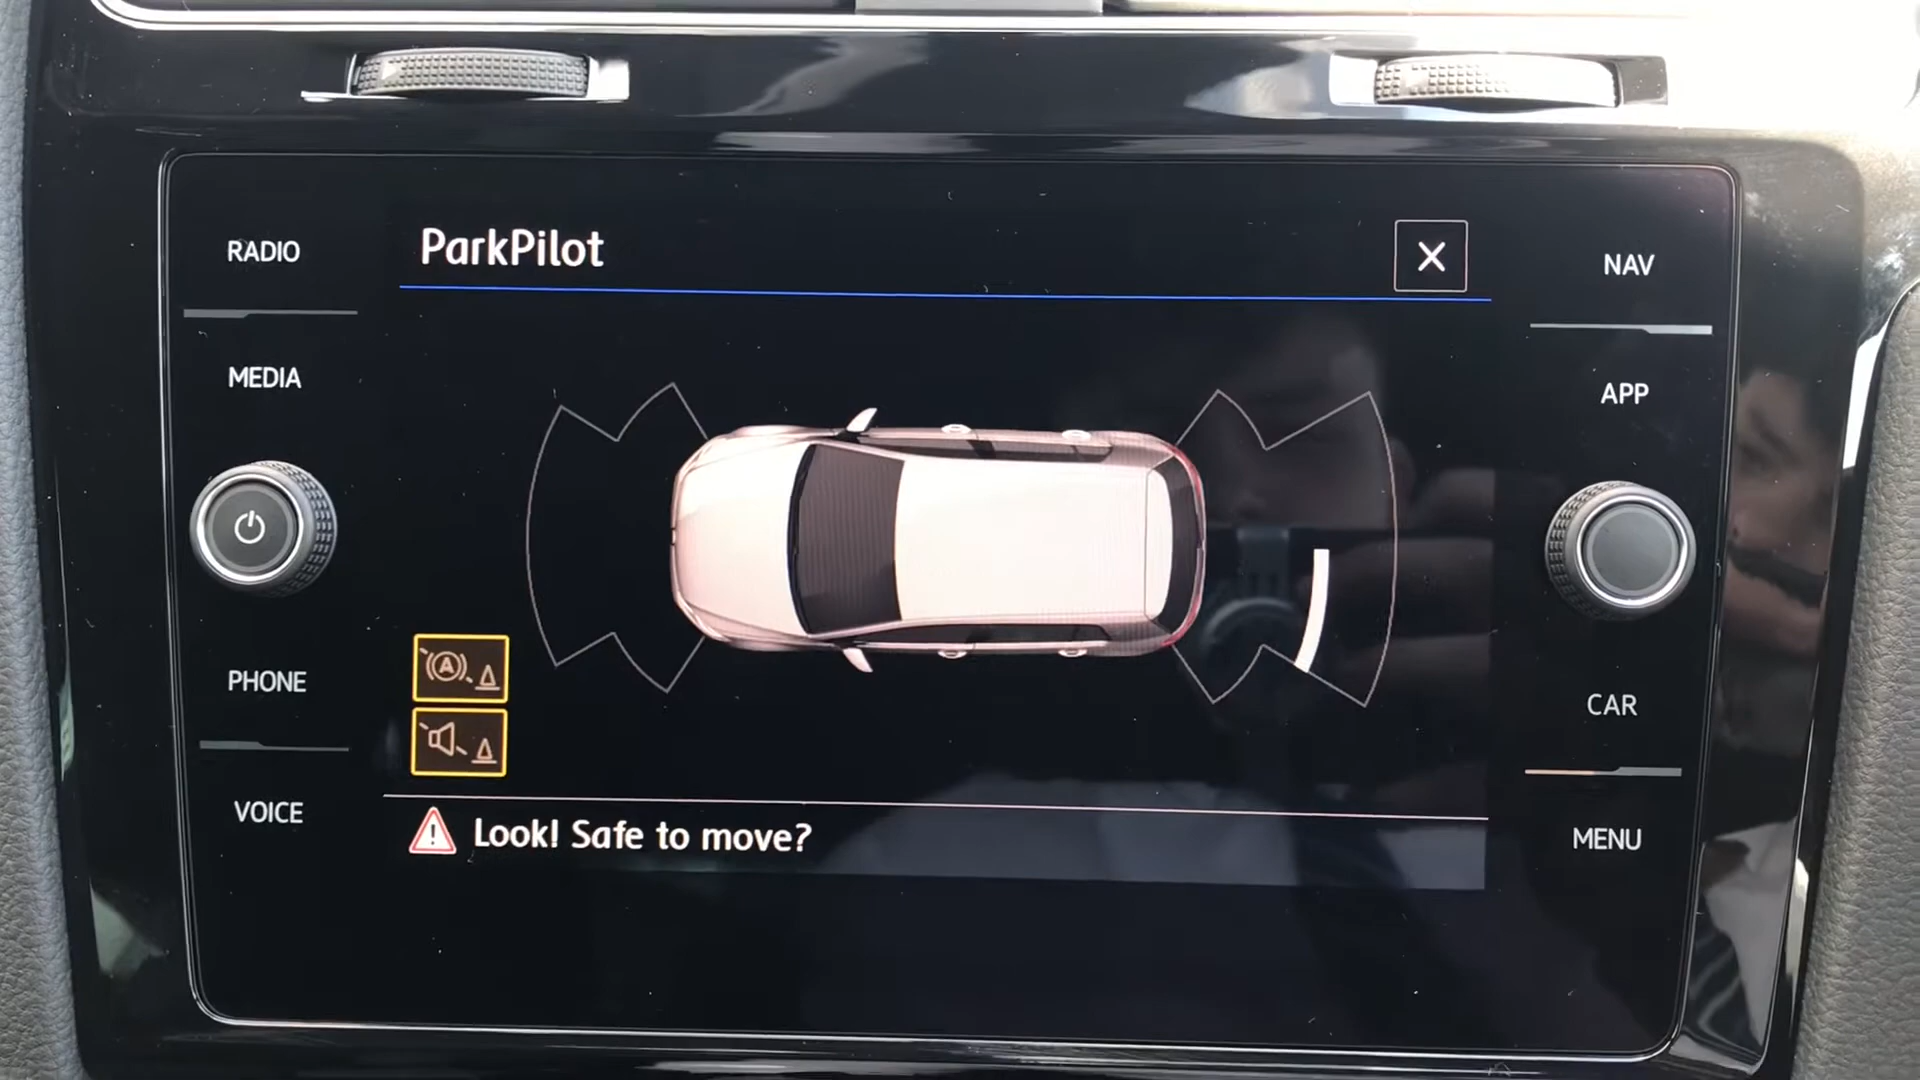 RADIO
ParkPilot
NAV
MEDIA
APP
PHONE
A
CAR
VOICE
Look! Safe to move?
MENU